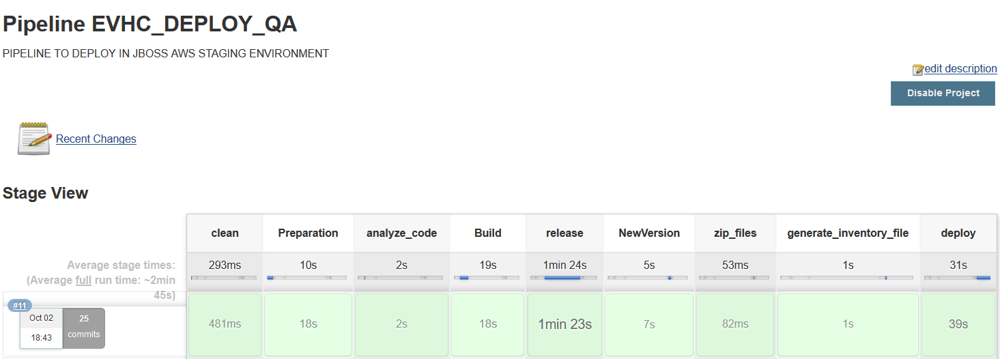 Pipeline EVHC_DEPLOY_QA
PIPELINE TO DEPLOY IN JBOSS AWS STAGING ENVIRONMENT
edit description
Disable Project
Recent Changes
Stage View
clean Preparation analyze_code Build release NewVersion zip_files generate_inventory_file deploy
Average stage times: 293ms 10s 2s 19s 1min 24s 5s 53ms 1s 31s
(Average full run time: ~2min
45s)
#11
Oct 02 25
commits
18:43
481ms 18s 2s 18s 1min 23s 7s 82ms 1s 39s